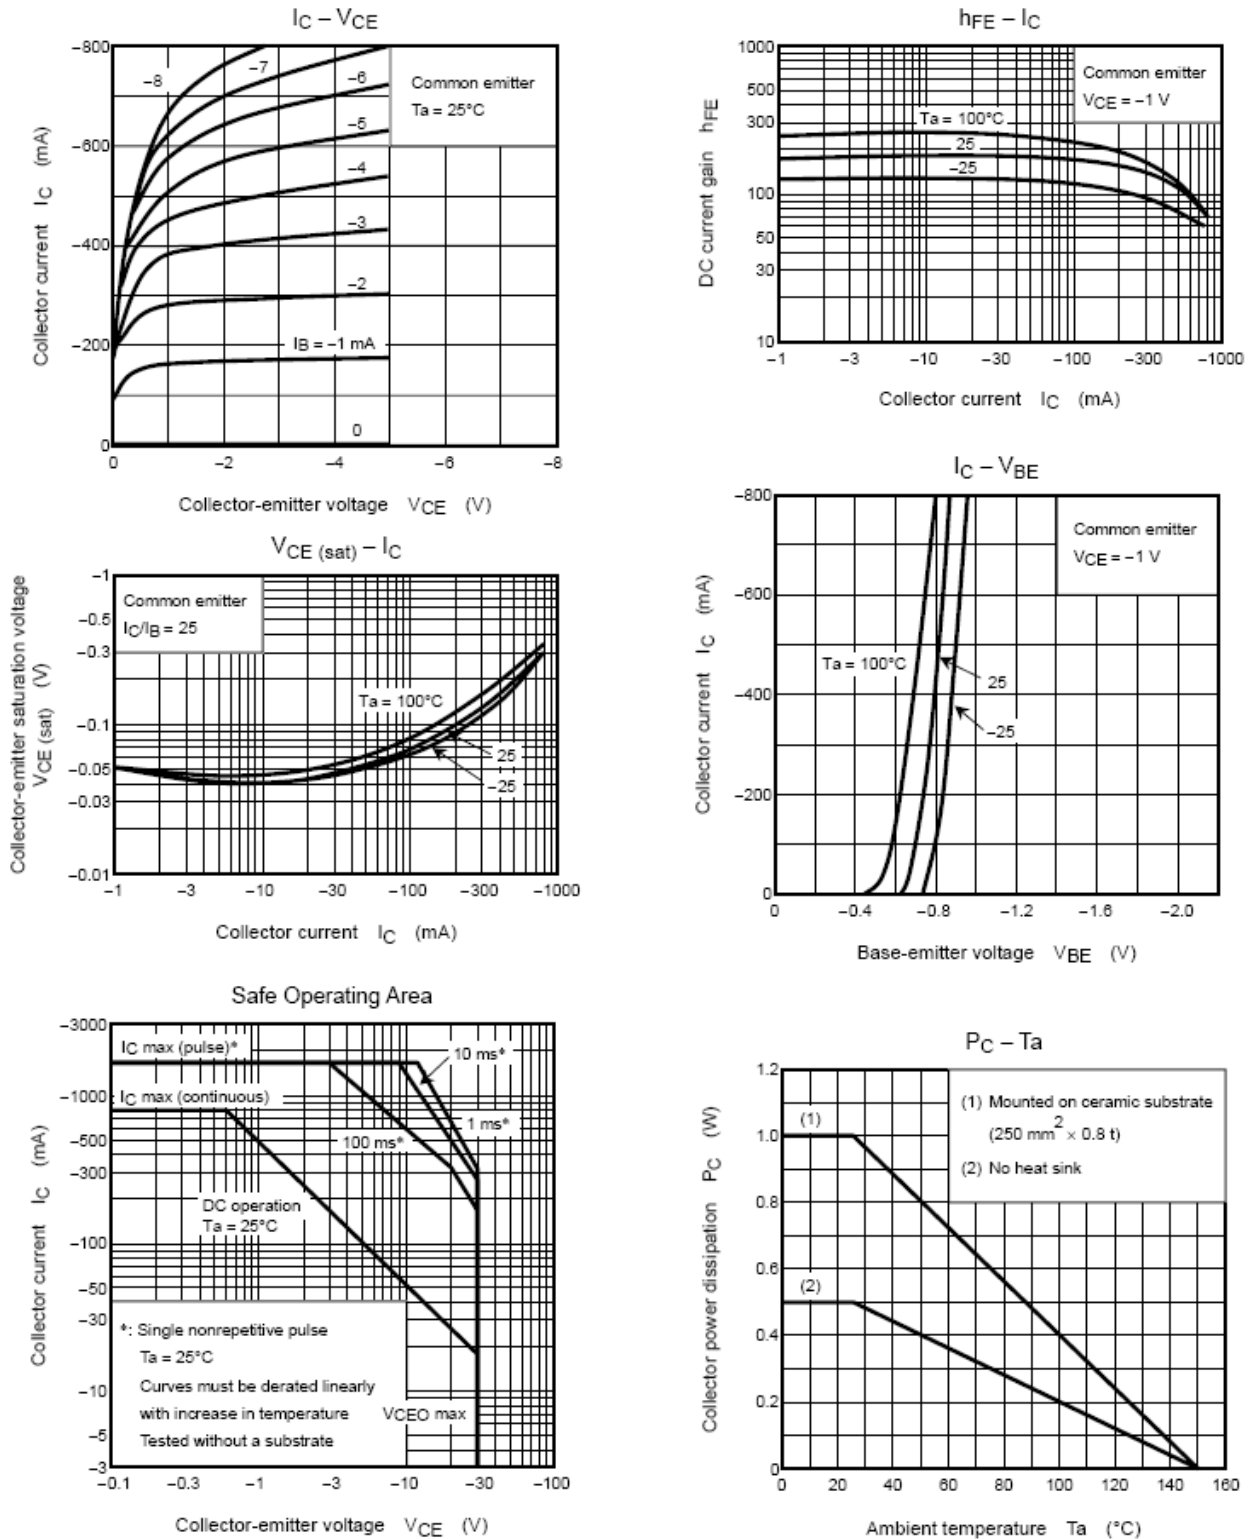 IC – VCE
–800
–600
–400
–200
0
–8
–7
–6
–5
–4
–3
–2
IB = –1 mA
0
Common emitter
Ta = 25°C
0
–2
–4
–6
–8
Collector current IC (mA)
Collector-emitter voltage VCE (V)
hFE – IC
1000
500
300
100
50
30
10
Common emitter
VCE = –1 V
Ta = 100°C
25
–25
–1
–3
–10
–30
–100
–300
–1000
DC current gain hFE
Collector current IC (mA)
VCE (sat) – IC
–1
–0.5
–0.3
–0.1
–0.05
–0.03
–0.01
Common emitter
IC/IB = 25
Ta = 100°C
25
–25
–1
–3
–10
–30
–100
–300
–1000
Collector-emitter saturation voltage
VCE (sat) (V)
Collector current IC (mA)
IC – VBE
–800
–600
–400
–200
0
Common emitter
VCE = –1 V
Ta = 100°C
25
–25
0
–0.4
–0.8
–1.2
–1.6
–2.0
Collector current IC (mA)
Base-emitter voltage VBE (V)
Safe Operating Area
–3000
–1000
–500
–300
–100
–50
–30
–10
–5
–3
IC max (pulse)*
10 ms*
IC max (continuous)
1 ms*
100 ms*
DC operation
Ta = 25°C
*: Single nonrepetitive pulse
Ta = 25°C
Curves must be derated linearly
with increase in temperature
Tested without a substrate
VCEO max
–0.1
–0.3
–1
–3
–10
–30
–100
Collector current IC (mA)
Collector-emitter voltage VCE (V)
PC – Ta
1.2
1.0
0.8
0.6
0.4
0.2
0
(1) Mounted on ceramic substrate
(250 mm2 × 0.8 t)
(2) No heat sink
(1)
(2)
0
20
40
60
80
100
120
140
160
Collector power dissipation PC (W)
Ambient temperature Ta (°C)